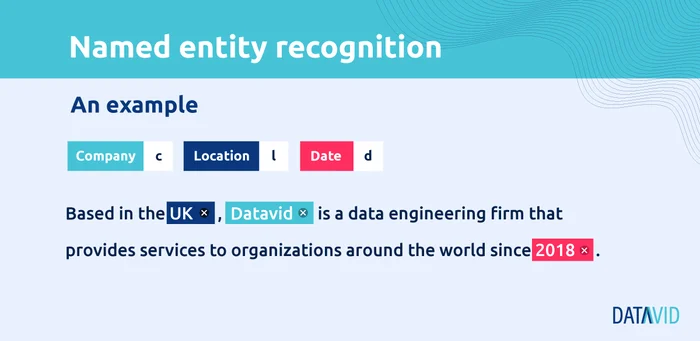 Named entity recognition
An example
Company c Location l Date d
Based in the UK , Datavid is a data engineering firm that
provides services to organizations around the world since 2018 .
DATAVID